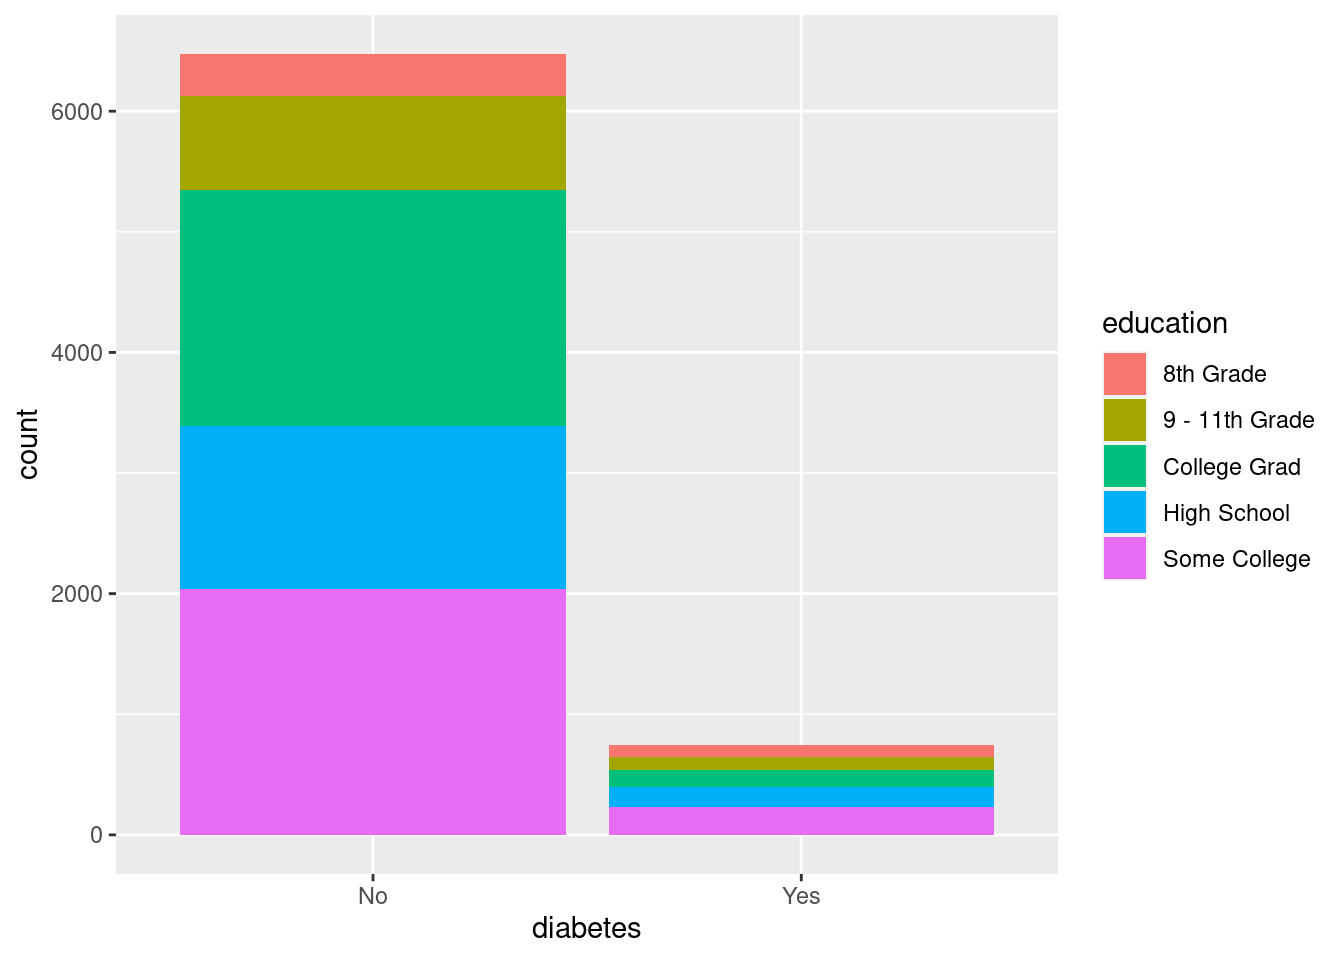 6000
4000
2000
0
count
No
Yes
diabetes
education
8th Grade
9 - 11th Grade
College Grad
High School
Some College